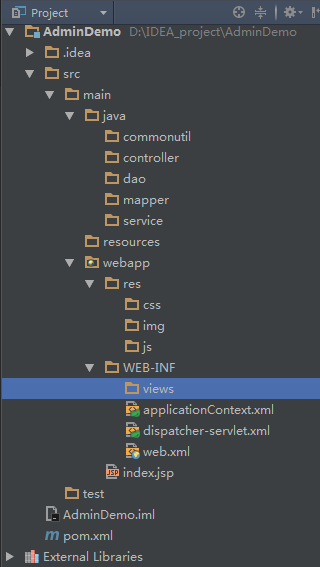 Project
AdminDemo D:\IDEA_project\AdminDemo
.idea
src
main
java
commonutil
controller
dao
mapper
service
resources
webapp
res
css
img
js
WEB-INF
views
applicationContext.xml
dispatcher-servlet.xml
web.xml
JSP index.jsp
test
AdminDemo.iml
m pom.xml
External Libraries